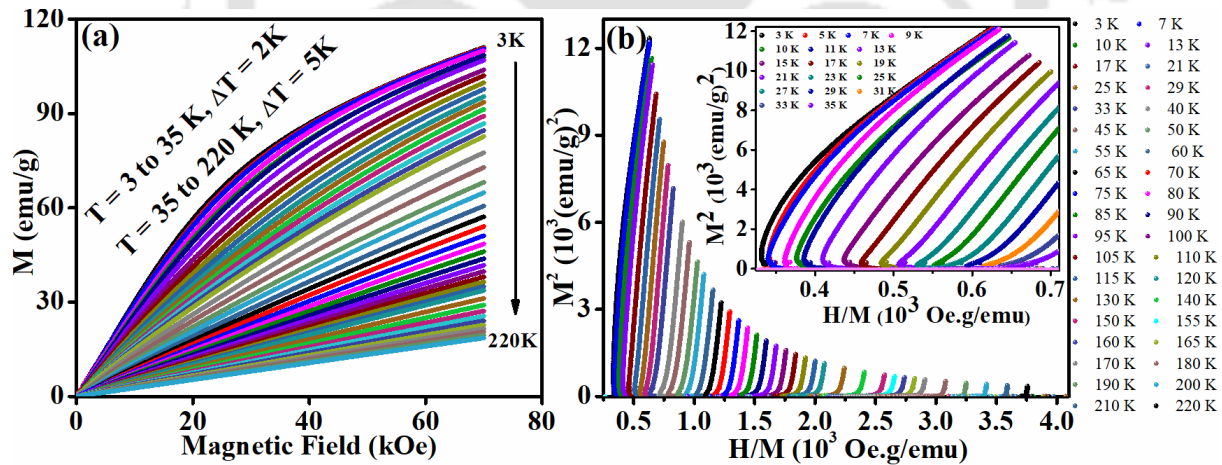 (a)
3K
T = 3 to 35 K, ΔT = 2K
T = 35 to 220 K, ΔT = 5K
220K
M (emu/g)
120
90
60
30
0
0 20 40 60 80
Magnetic Field (kOe)
(b)
M² (10³(emu/g)²
12
9
6
3
0
0.5 1.0 1.5 2.0 2.5 3.0 3.5 4.0
H/M (10³ Oe.g/emu)
3 K 5 K 7 K 9 K
10 K 11 K 13 K
15 K 17 K 19 K
21 K 23 K 25 K
27 K 29 K 31 K
33 K 35 K
M² (10³(emu/g)²
12
10
8
6
4
2
0
0.4 0.5 0.6 0.7
H/M (10³ Oe.g/emu)
3 K 7 K
10 K 13 K
17 K 21 K
25 K 29 K
33 K 40 K
45 K 50 K
55 K 60 K
65 K 70 K
75 K 80 K
85 K 90 K
95 K 100 K
105 K 110 K
115 K 120 K
130 K 140 K
150 K 155 K
160 K 165 K
170 K 180 K
190 K 200 K
210 K 220 K